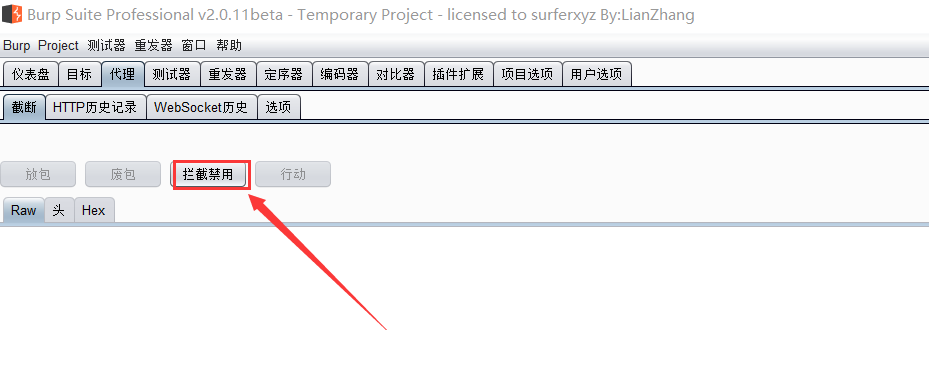 Burp Suite Professional v2.0.11beta - Temporary Project - licensed to surferxyz By:LianZhang
Burp Project 测试器 重发器 窗口 帮助
仪表盘 目标 代理 测试器 重发器 定序器 编码器 对比器 插件扩展 项目选项 用户选项
截断 HTTP历史记录 WebSocket历史 选项
放包 废包 拦截禁用 行动
Raw 头 Hex